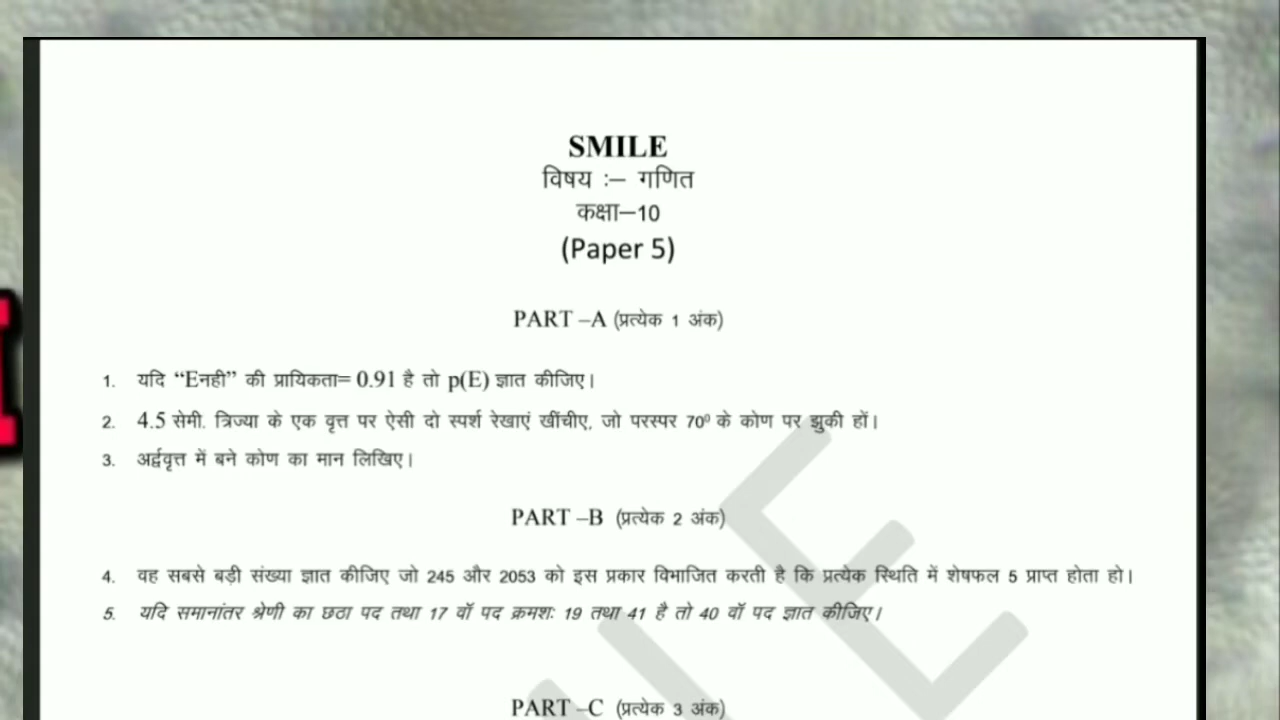 SMILE
विषय :– गणित
कक्षा–10
(Paper 5)
PART –A (प्रत्येक 1 अंक)
1. यदि “Eनही” की प्रायिकता= 0.91 है तो p(E) ज्ञात कीजिए।
2. 4.5 सेमी. त्रिज्या के एक वृत्त पर ऐसी दो स्पर्श रेखाएं खींचीए, जो परस्पर 70⁰ के कोण पर झुकी हों।
3. अर्द्धवृत्त में बने कोण का मान लिखिए।
PART –B (प्रत्येक 2 अंक)
4. वह सबसे बड़ी संख्या ज्ञात कीजिए जो 245 और 2053 को इस प्रकार विभाजित करती है कि प्रत्येक स्थिति में शेषफल 5 प्राप्त होता हो।
5. यदि समानांतर श्रेणी का छठा पद तथा 17 वॉ पद क्रमशः 19 तथा 41 है तो 40 वॉ पद ज्ञात कीजिए।
PART –C (प्रत्येक 3 अंक)